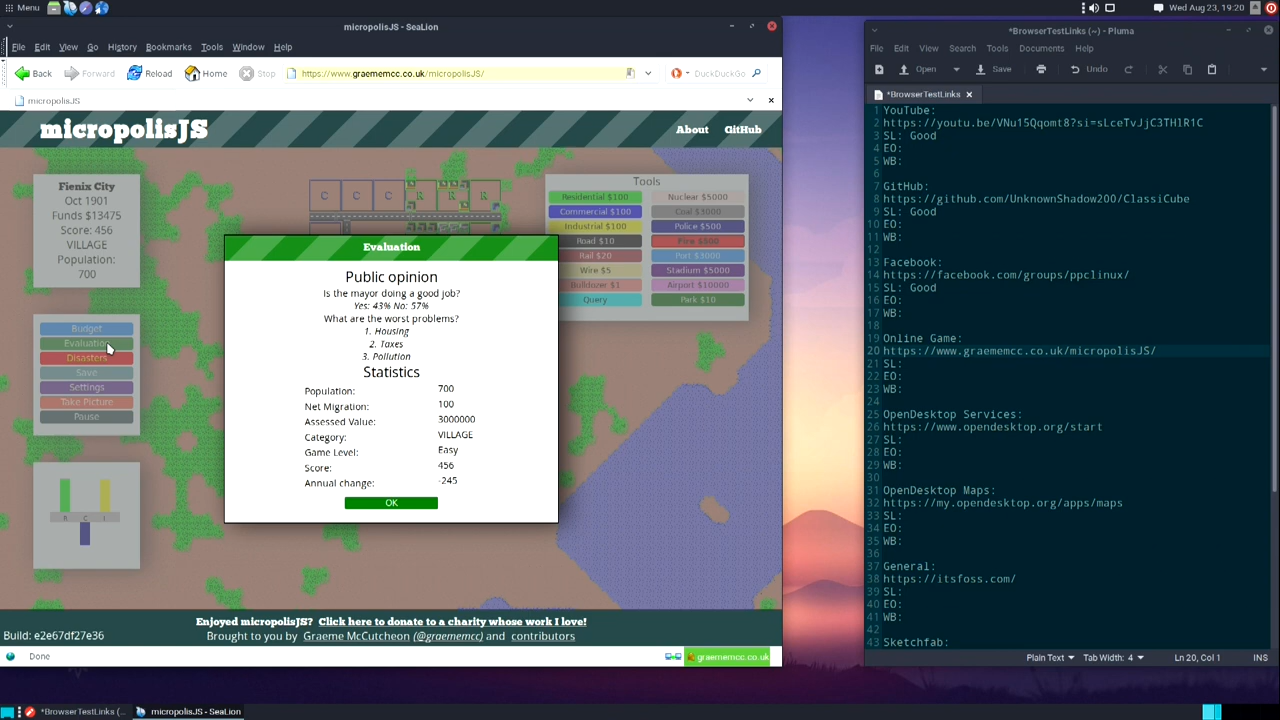 Menu
Wed Aug 23, 19:20
micropolisJS - SeaLion
File Edit View Go History Bookmarks Tools Window Help
Back Forward Reload Home Stop https://www.graememcc.co.uk/micropolisJS/ DuckDuckGo
micropolisJS
micropolisJS
About GitHub
Fienix City
Oct 1901
Funds $13475
Score: 456
VILLAGE
Population:
700
Budget
Evaluation
Disasters
Save
Settings
Take Picture
Pause
R C I
C C C R R R
Tools
Residential $100 Nuclear $5000
Commercial $100 Coal $3000
Industrial $100 Police $500
Road $10 Fire $500
Rail $20 Port $3000
Wire $5 Stadium $5000
Bulldozer $1 Airport $10000
Query Park $10
Evaluation
Public opinion
Is the mayor doing a good job?
Yes: 43% No: 57%
What are the worst problems?
1. Housing
2. Taxes
3. Pollution
Statistics
Population: 700
Net Migration: 100
Assessed Value: 3000000
Category: VILLAGE
Game Level: Easy
Score: 456
Annual change: -245
OK
Enjoyed micropolisJS? Click here to donate to a charity whose work I love!
Build: e2e67df27e36
Brought to you by Graeme McCutcheon (@graememcc) and contributors
Done
graememcc.co.uk
*BrowserTestLinks (~) - Pluma
File Edit View Search Tools Documents Help
Open Save Undo
*BrowserTestLinks
1 YouTube:
2 https://youtu.be/VNu15Qqomt8?si=sLceTvJjC3THlR1C
3 SL: Good
4 EO:
5 WB:
6
7 GitHub:
8 https://github.com/UnknownShadow200/ClassiCube
9 SL: Good
10 EO:
11 WB:
12
13 Facebook:
14 https://facebook.com/groups/ppclinux/
15 SL: Good
16 EO:
17 WB:
18
19 Online Game:
20 https://www.graememcc.co.uk/micropolisJS/
21 SL:
22 EO:
23 WB:
24
25 OpenDesktop Services:
26 https://www.opendesktop.org/start
27 SL:
28 EO:
29 WB:
30
31 OpenDesktop Maps:
32 https://my.opendesktop.org/apps/maps
33 SL:
34 EO:
35 WB:
36
37 General:
38 https://itsfoss.com/
39 SL:
40 EO:
41 WB:
42
43 Sketchfab:
Plain Text Tab Width: 4 Ln 20, Col 1 INS
*BrowserTestLinks (...
micropolisJS - SeaLion